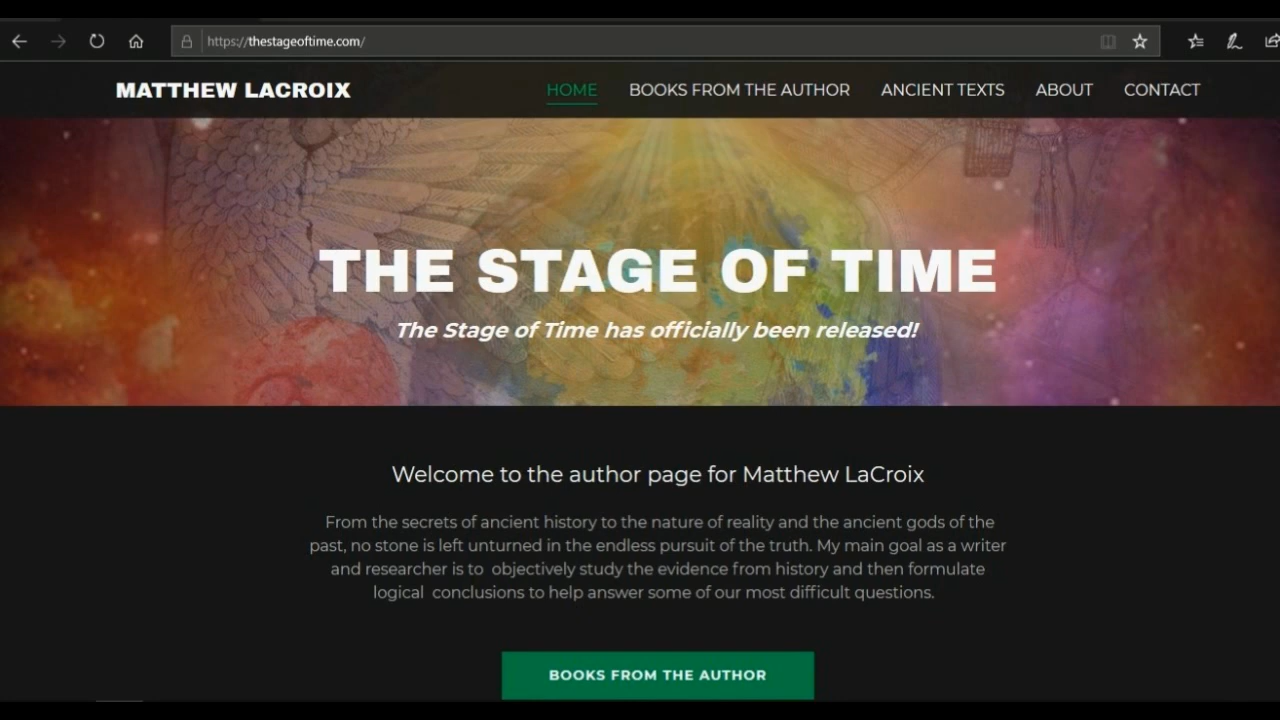 https://thestageoftime.com/
MATTHEW LACROIX
HOME
BOOKS FROM THE AUTHOR
ANCIENT TEXTS
ABOUT
CONTACT
THE STAGE OF TIME
The Stage of Time has officially been released!
Welcome to the author page for Matthew LaCroix
From the secrets of ancient history to the nature of reality and the ancient gods of the
past, no stone is left unturned in the endless pursuit of the truth. My main goal as a writer
and researcher is to objectively study the evidence from history and then formulate
logical conclusions to help answer some of our most difficult questions.
BOOKS FROM THE AUTHOR